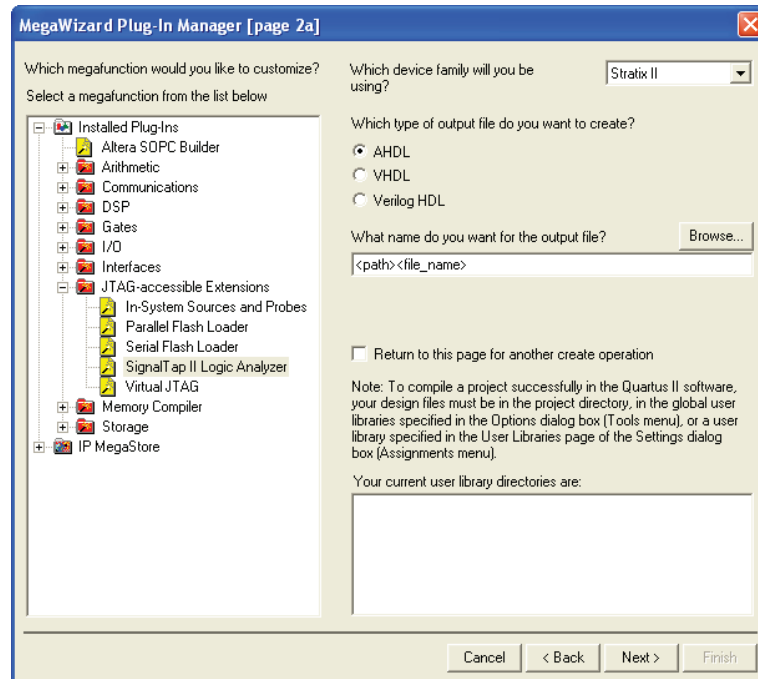 MegaWizard Plug-In Manager [page 2a]
Which megafunction would you like to customize?
Select a megafunction from the list below
Installed Plug-Ins
Altera SOPC Builder
Arithmetic
Communications
DSP
Gates
I/O
Interfaces
JTAG-accessible Extensions
In-System Sources and Probes
Parallel Flash Loader
Serial Flash Loader
SignalTap II Logic Analyzer
Virtual JTAG
Memory Compiler
Storage
IP MegaStore
Which device family will you be
using?
Stratix II
Which type of output file do you want to create?
AHDL
VHDL
Verilog HDL
What name do you want for the output file?
Browse...
<path><file_name>
Return to this page for another create operation
Note: To compile a project successfully in the Quartus II software,
your design files must be in the project directory, in the global user
libraries specified in the Options dialog box (Tools menu), or a user
library specified in the User Libraries page of the Settings dialog
box (Assignments menu).
Your current user library directories are:
Cancel
< Back
Next >
Finish